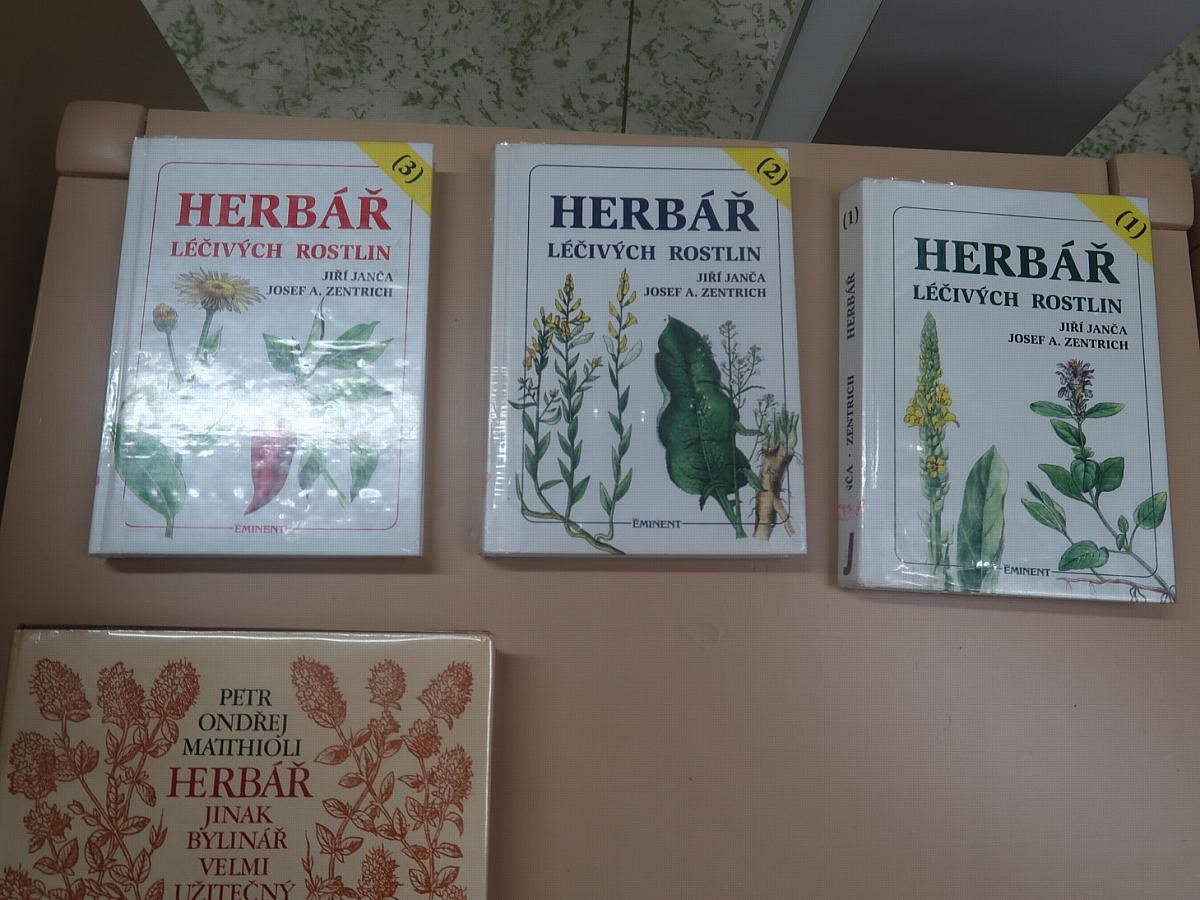 (3)
HERBÁŘ
LÉČIVÝCH ROSTLIN
JIŘÍ JANČA
JOSEF A. ZENTRICH
EMINENT
(2)
HERBÁŘ
LÉČIVÝCH ROSTLIN
JIŘÍ JANČA
JOSEF A. ZENTRICH
EMINENT
(1)
HERBÁŘ
ZENTRICH
J
(1)
HERBÁŘ
LÉČIVÝCH ROSTLIN
JIŘÍ JANČA
JOSEF A. ZENTRICH
EMINENT
PETR
ONDŘEJ
MATTHIOLI
HERBÁŘ
JINAK
BYLINÁŘ
VELMI
UŽITEČNÝ